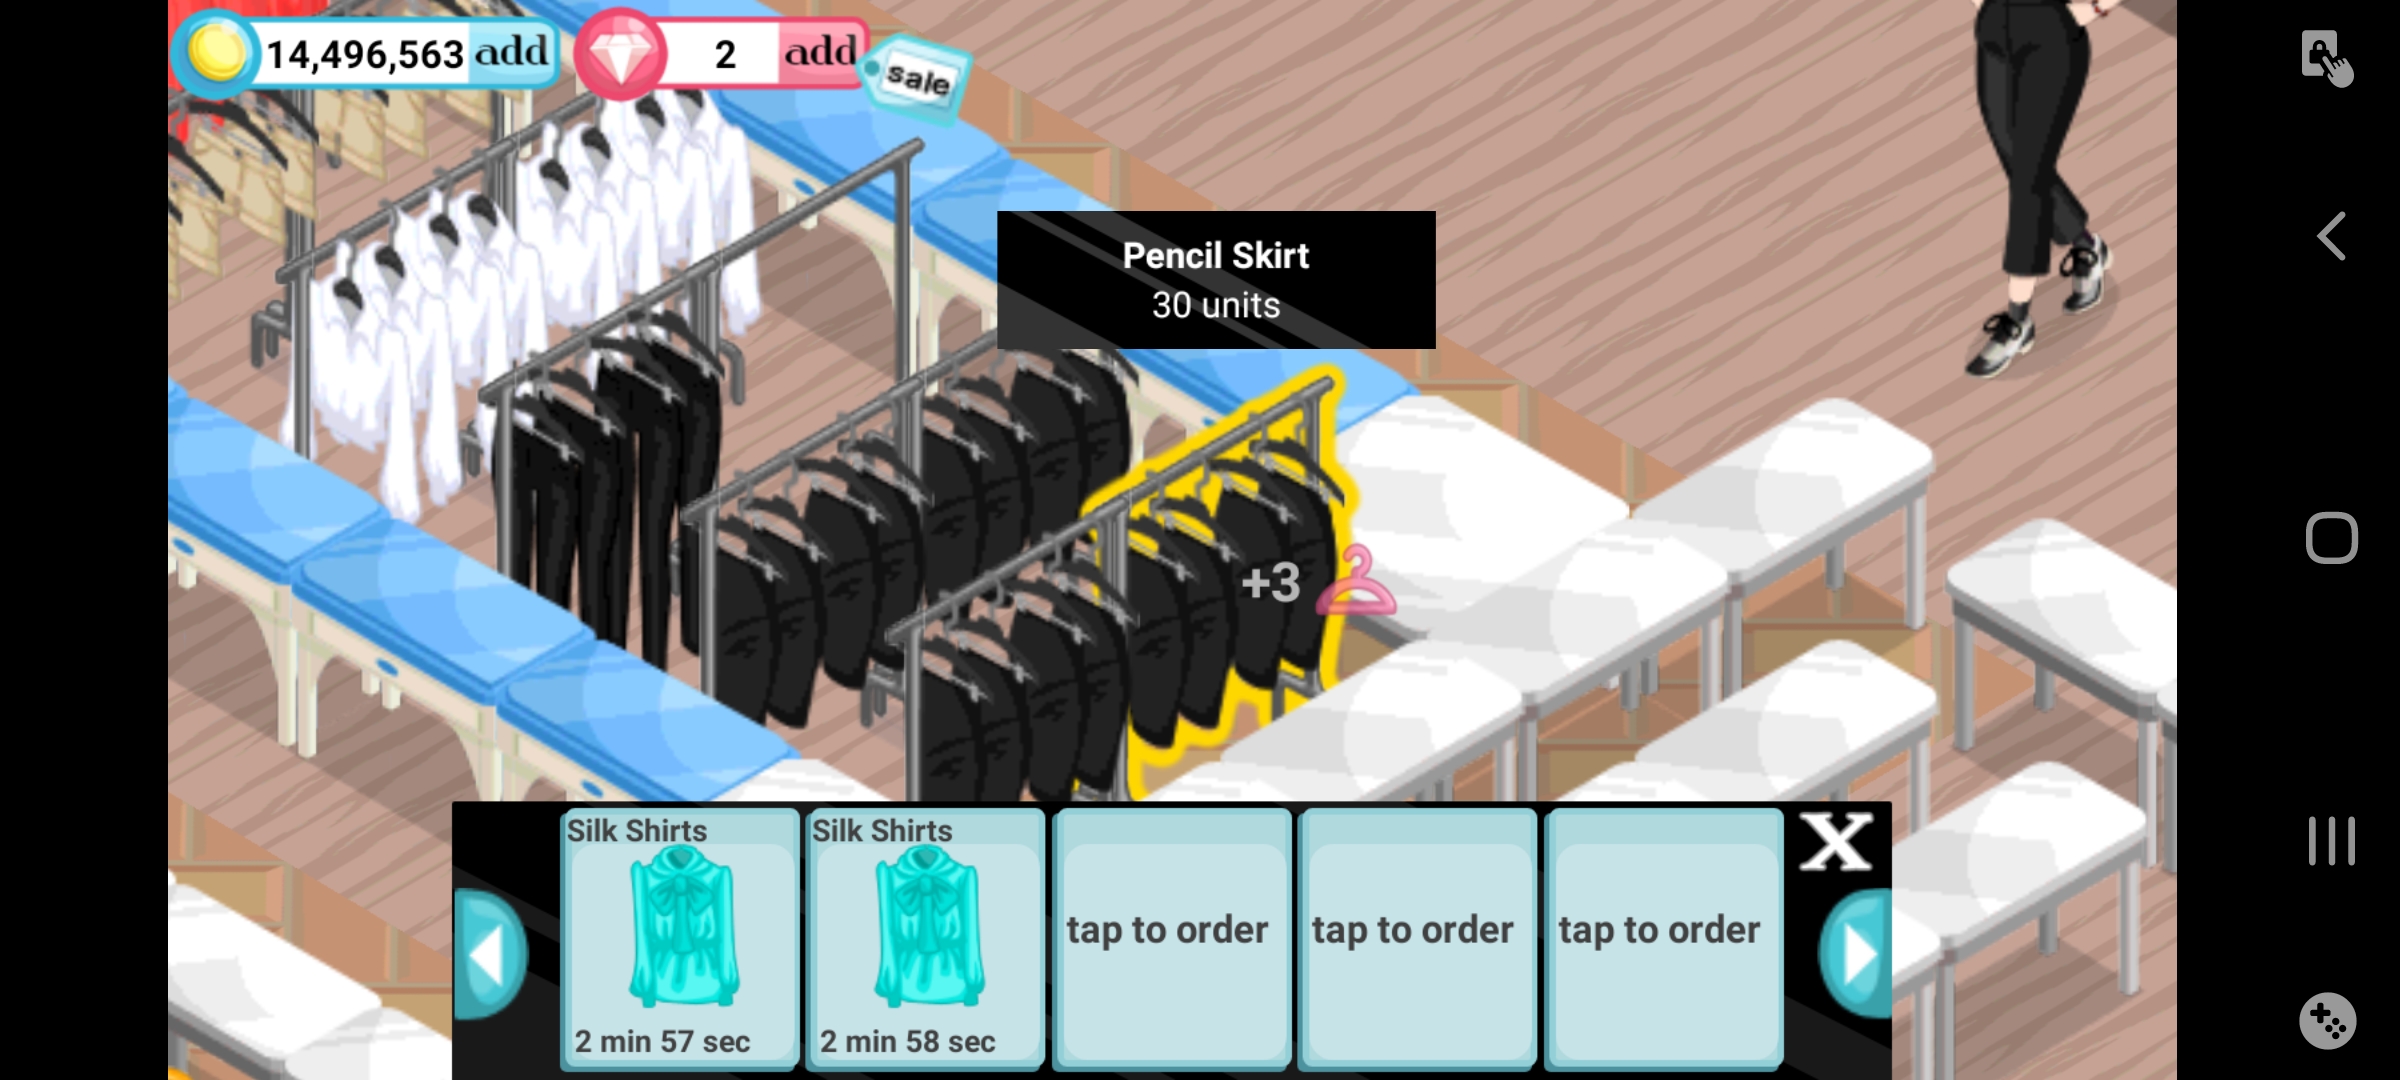 14,496,563 add
2 add
sale
Pencil Skirt
30 units
+3
Silk Shirts
2 min 57 sec
Silk Shirts
2 min 58 sec
tap to order
tap to order
tap to order
X